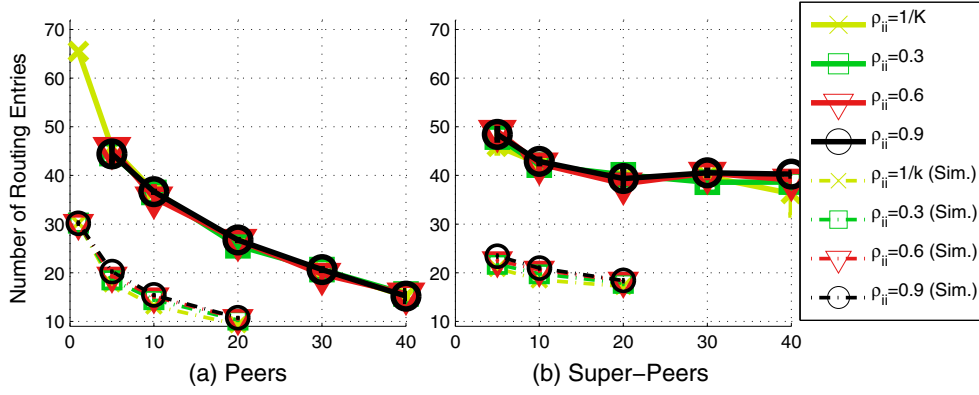 Number of Routing Entries
70
60
50
40
30
20
10
0
10
20
30
40
(a) Peers
70
60
50
40
30
20
10
0
10
20
30
40
(b) Super−Peers
ρii=1/K
ρii=0.3
ρii=0.6
ρii=0.9
ρii=1/k (Sim.)
ρii=0.3 (Sim.)
ρii=0.6 (Sim.)
ρii=0.9 (Sim.)